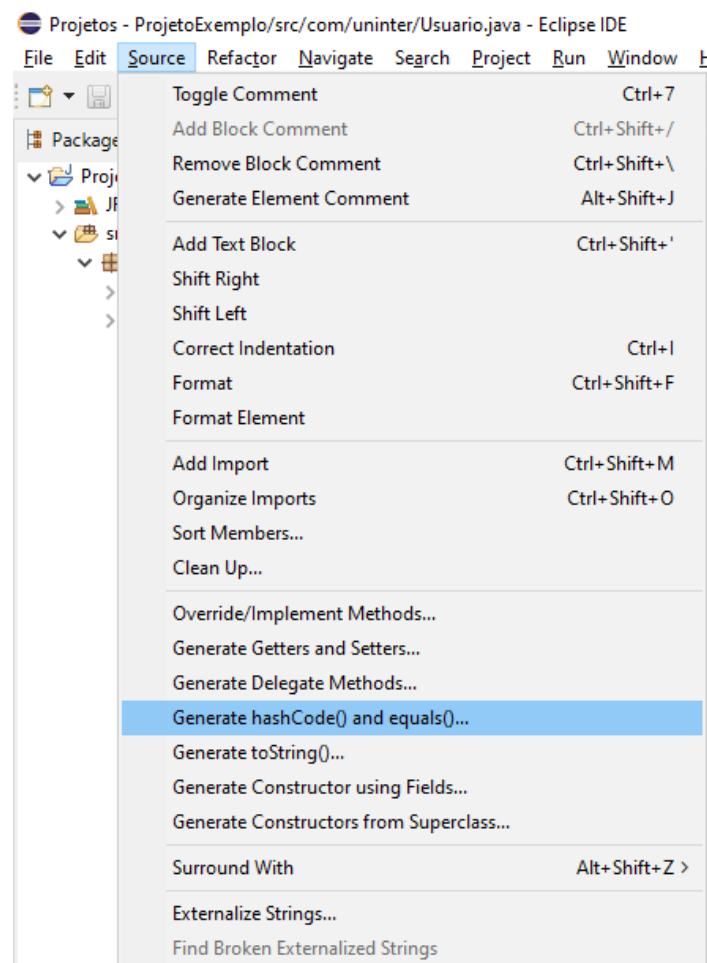 Projetos - ProjetoExemplo/src/com/uninter/Usuario.java - Eclipse IDE
File Edit Source Refactor Navigate Search Project Run Window
Toggle Comment Ctrl+7
Add Block Comment Ctrl+Shift+/
Package
Remove Block Comment Ctrl+Shift+\
Generate Element Comment Alt+Shift+J
Add Text Block Ctrl+Shift+'
Shift Right
Shift Left
Correct Indentation Ctrl+I
Format Ctrl+Shift+F
Format Element
Add Import Ctrl+Shift+M
Organize Imports Ctrl+Shift+O
Sort Members...
Clean Up...
Override/Implement Methods...
Generate Getters and Setters...
Generate Delegate Methods...
Generate hashCode() and equals()...
Generate toString()...
Generate Constructor using Fields...
Generate Constructors from Superclass...
Surround With Alt+Shift+Z >
Externalize Strings...
Find Broken Externalized Strings